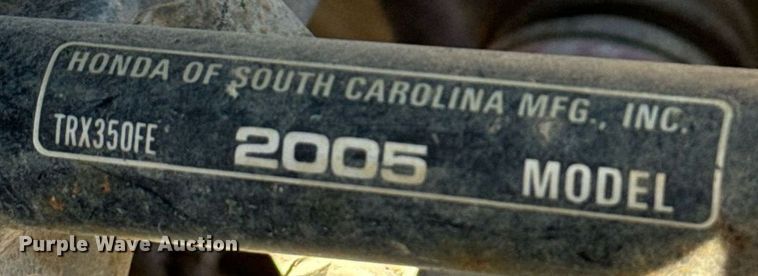 HONDA OF SOUTH CAROLINA MFG., INC.
TRX350FE 2005 MODEL
Purple Wave Auction